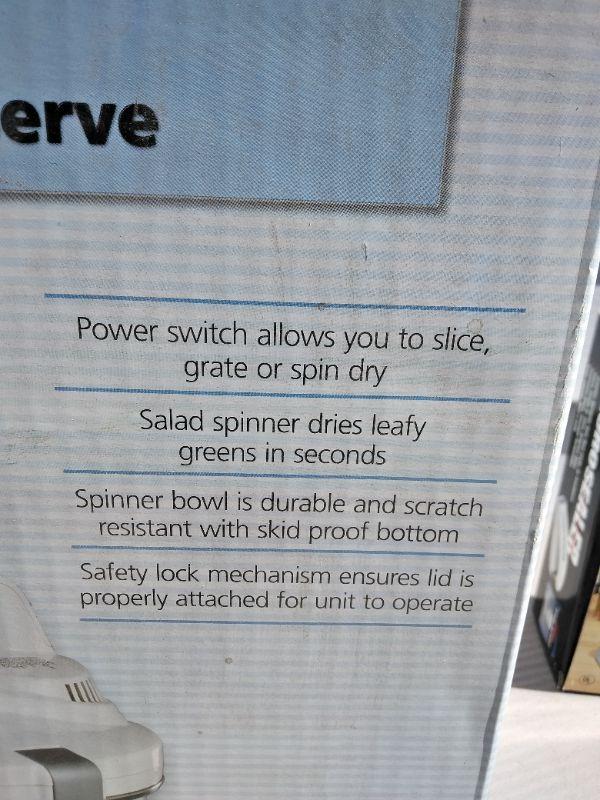 erve
Power switch allows you to slice,
grate or spin dry
Salad spinner dries leafy
greens in seconds
Spinner bowl is durable and scratch
resistant with skid proof bottom
Safety lock mechanism ensures lid is
properly attached for unit to operate